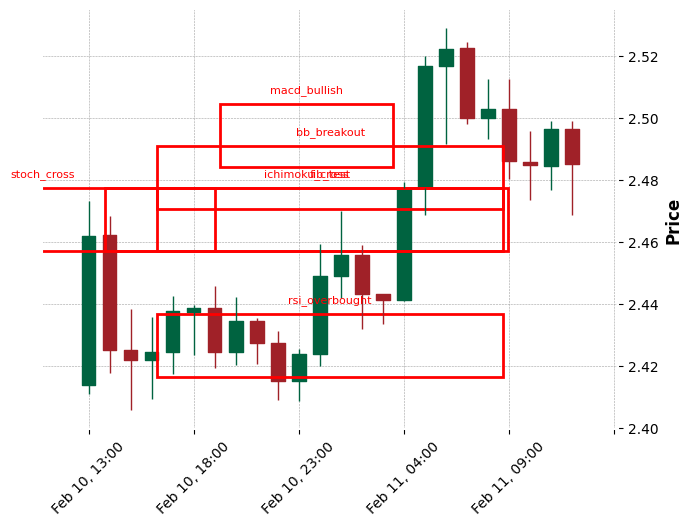 macd_bullish
2.52
2.50
bb_breakout
stoch_cross
2.48
Price
2.46
rsi_overbought
2.44
2.42
2.40
Feb 10, 13:00
Feb 10, 18:00
Feb 10, 23:00
Feb 11, 04:00
Feb 11, 09:00